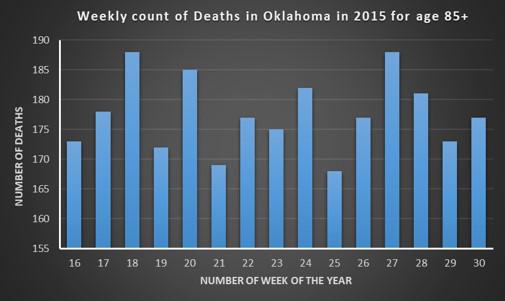 Weekly count of Deaths in Oklahoma in 2015 for age 85+
190
185
180
175
170
165
160
155
NUMBER OF DEATHS
16 17 18 19 20 21 22 23 24 25 26 27 28 29 30
NUMBER OF WEEK OF THE YEAR